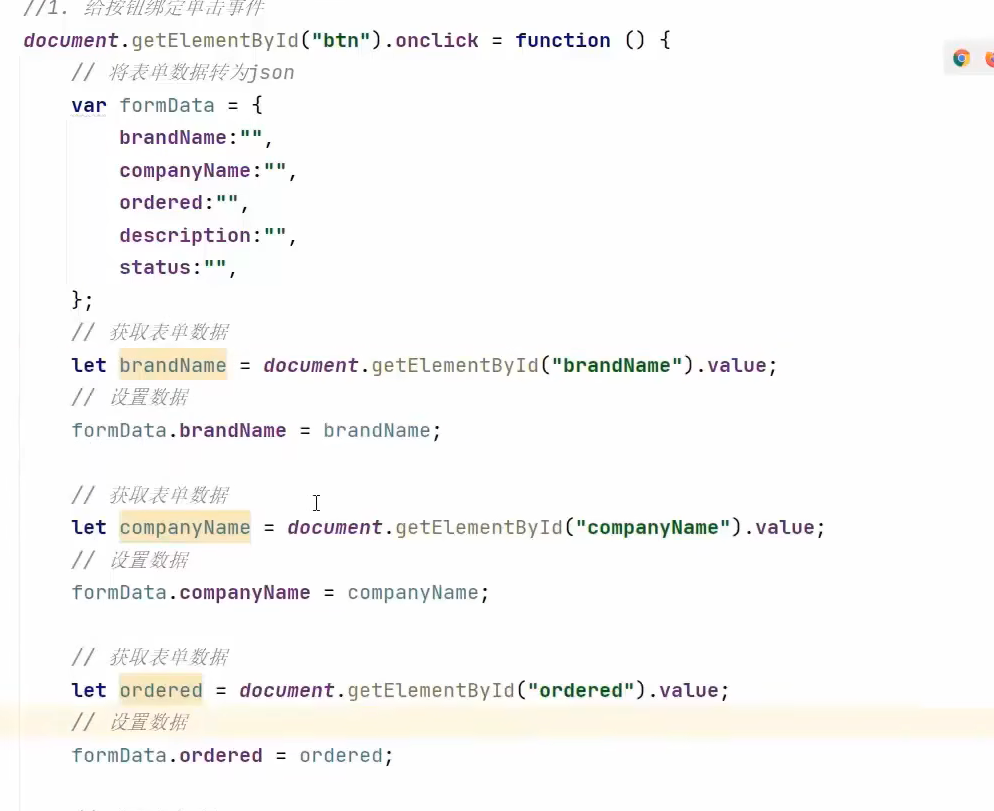 //1. 给按钮绑定单击事件
document.getElementById("btn").onclick = function () {
    // 将表单数据转为json
    var formData = {
        brandName:"",
        companyName:"",
        ordered:"",
        description:"",
        status:"",
    };
    // 获取表单数据
    let brandName = document.getElementById("brandName").value;
    // 设置数据
    formData.brandName = brandName;

    // 获取表单数据
    let companyName = document.getElementById("companyName").value;
    // 设置数据
    formData.companyName = companyName;

    // 获取表单数据
    let ordered = document.getElementById("ordered").value;
    // 设置数据
    formData.ordered = ordered;